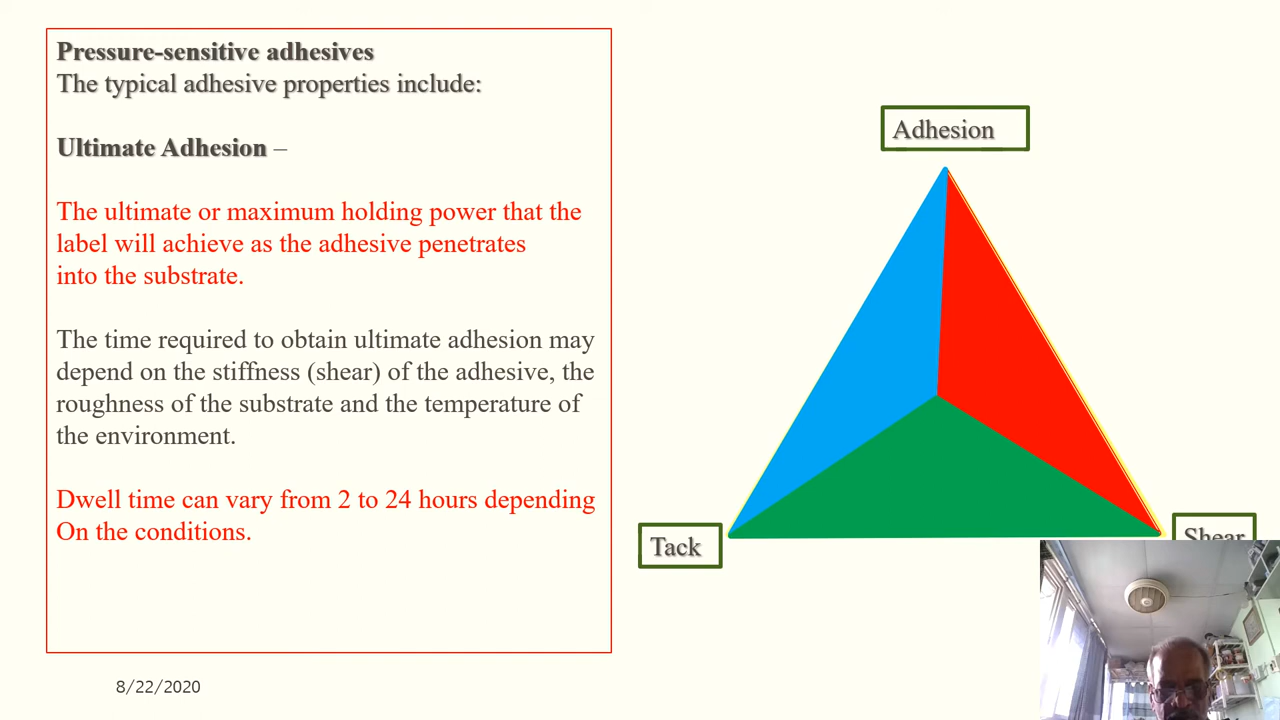 Pressure-sensitive adhesives
The typical adhesive properties include:
Ultimate Adhesion –
The ultimate or maximum holding power that the
label will achieve as the adhesive penetrates
into the substrate.
The time required to obtain ultimate adhesion may
depend on the stiffness (shear) of the adhesive, the
roughness of the substrate and the temperature of
the environment.
Dwell time can vary from 2 to 24 hours depending
On the conditions.
8/22/2020
Adhesion
Tack
Shear